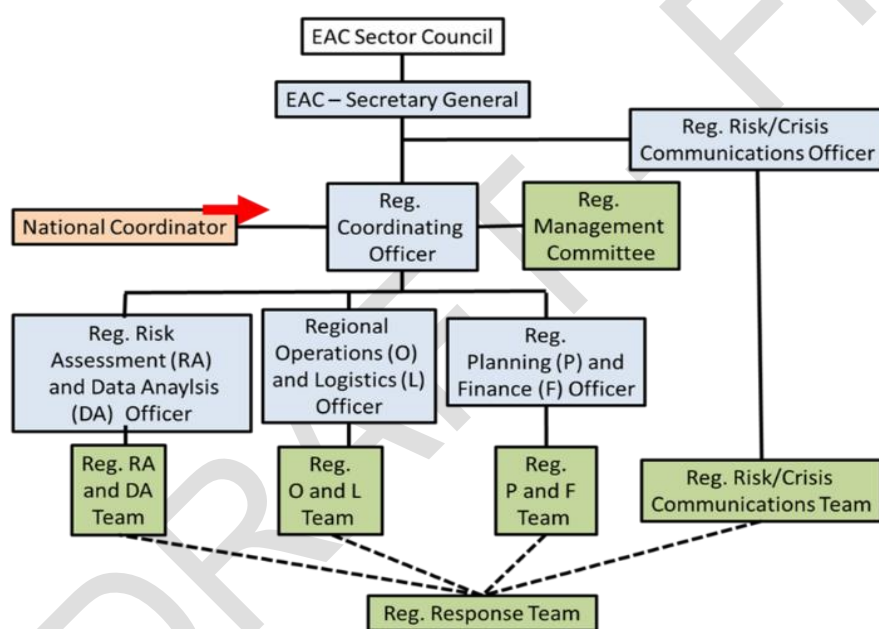 EAC Sector Council
EAC – Secretary General
Reg. Risk/Crisis
Communications Officer
National Coordinator
Reg.
Coordinating
Officer
Reg.
Management
Committee
Reg. Risk
Assessment (RA)
and Data Anaylsis
(DA) Officer
Regional
Operations (O)
and Logistics (L)
Officer
Reg.
Planning (P) and
Finance (F) Officer
Reg. RA
and DA
Team
Reg.
O and L
Team
Reg.
P and F
Team
Reg. Risk/Crisis
Communications Team
Reg. Response Team
DRAFT